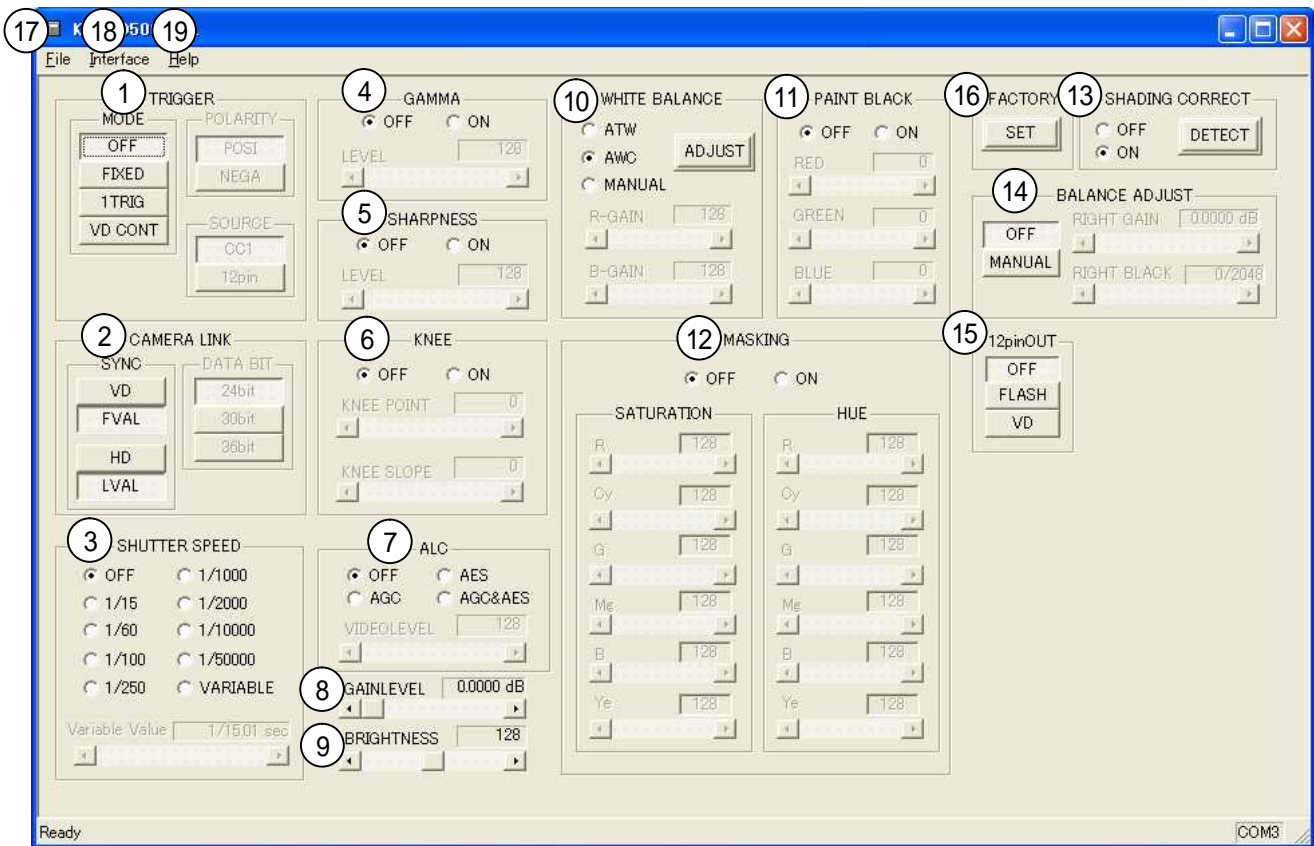 17 18 19
File Interface Help
1 TRIGGER
MODE
OFF
FIXED
1TRIG
VD CONT
POLARITY
POSI
NEGA
SOURCE
CC1
12pin
2 CAMERA LINK
SYNC
VD
FVAL
HD
LVAL
DATA BIT
24bit
30bit
36bit
3 SHUTTER SPEED
OFF 1/1000
1/15 1/2000
1/60 1/10000
1/100 1/50000
1/250 VARIABLE
Variable Value 1/15.01 sec
4 GAMMA
OFF ON
LEVEL 128
5 SHARPNESS
OFF ON
LEVEL 128
6 KNEE
OFF ON
KNEE POINT 0
KNEE SLOPE 0
7 ALC
OFF AES
AGC AGC&AES
VIDEOLEVEL 128
8 GAINLEVEL 0.0000 dB
9 BRIGHTNESS 128
10 WHITE BALANCE
ATW
AWC
MANUAL
ADJUST
R-GAIN 128
B-GAIN 128
11 PAINT BLACK
OFF ON
RED 0
GREEN 0
BLUE 0
12 MASKING
OFF ON
SATURATION
R 128
Cy 128
G 128
Mg 128
B 128
Ye 128
HUE
R 128
Cy 128
G 128
Mg 128
B 128
Ye 128
16 FACTORY
SET
13 SHADING CORRECT
OFF
ON
DETECT
14 BALANCE ADJUST
OFF
MANUAL
RIGHT GAIN 0.0000 dB
RIGHT BLACK 0/2048
15 12pinOUT
OFF
FLASH
VD
Ready COM3